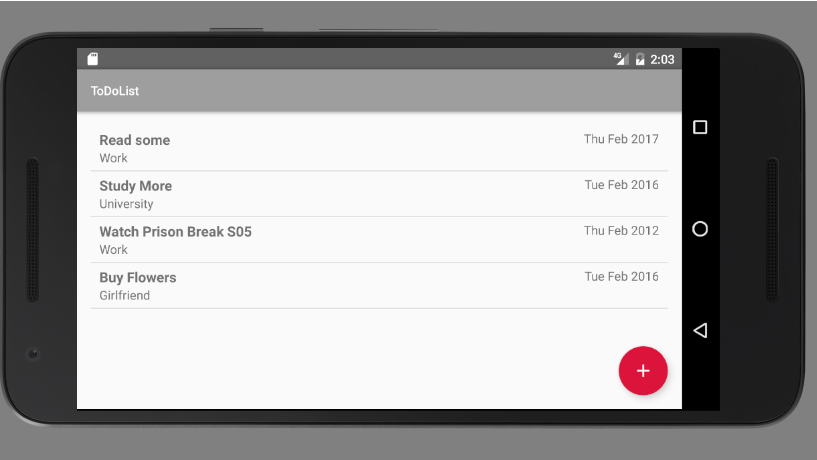 4G 2:03
ToDoList
Read some Thu Feb 2017
Work
Study More Tue Feb 2016
University
Watch Prison Break S05 Thu Feb 2012
Work
Buy Flowers Tue Feb 2016
Girlfriend
+